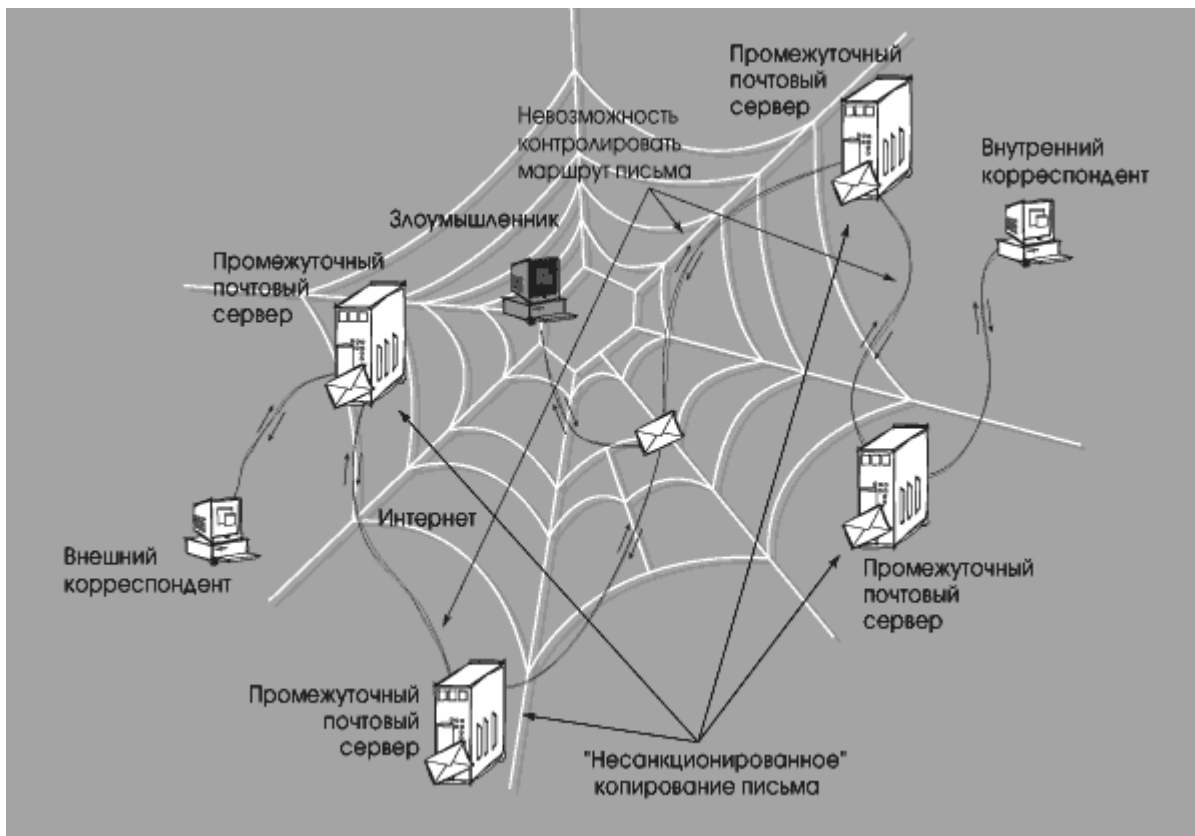 Промежуточный
почтовый
сервер
Невозможность
контролировать
маршрут письма
Внутренний
корреспондент
Злоумышленник
Промежуточный
почтовый
сервер
Интернет
Внешний
корреспондент
Промежуточный
почтовый
сервер
Промежуточный
почтовый
сервер
"Несанкционированное"
копирование письма